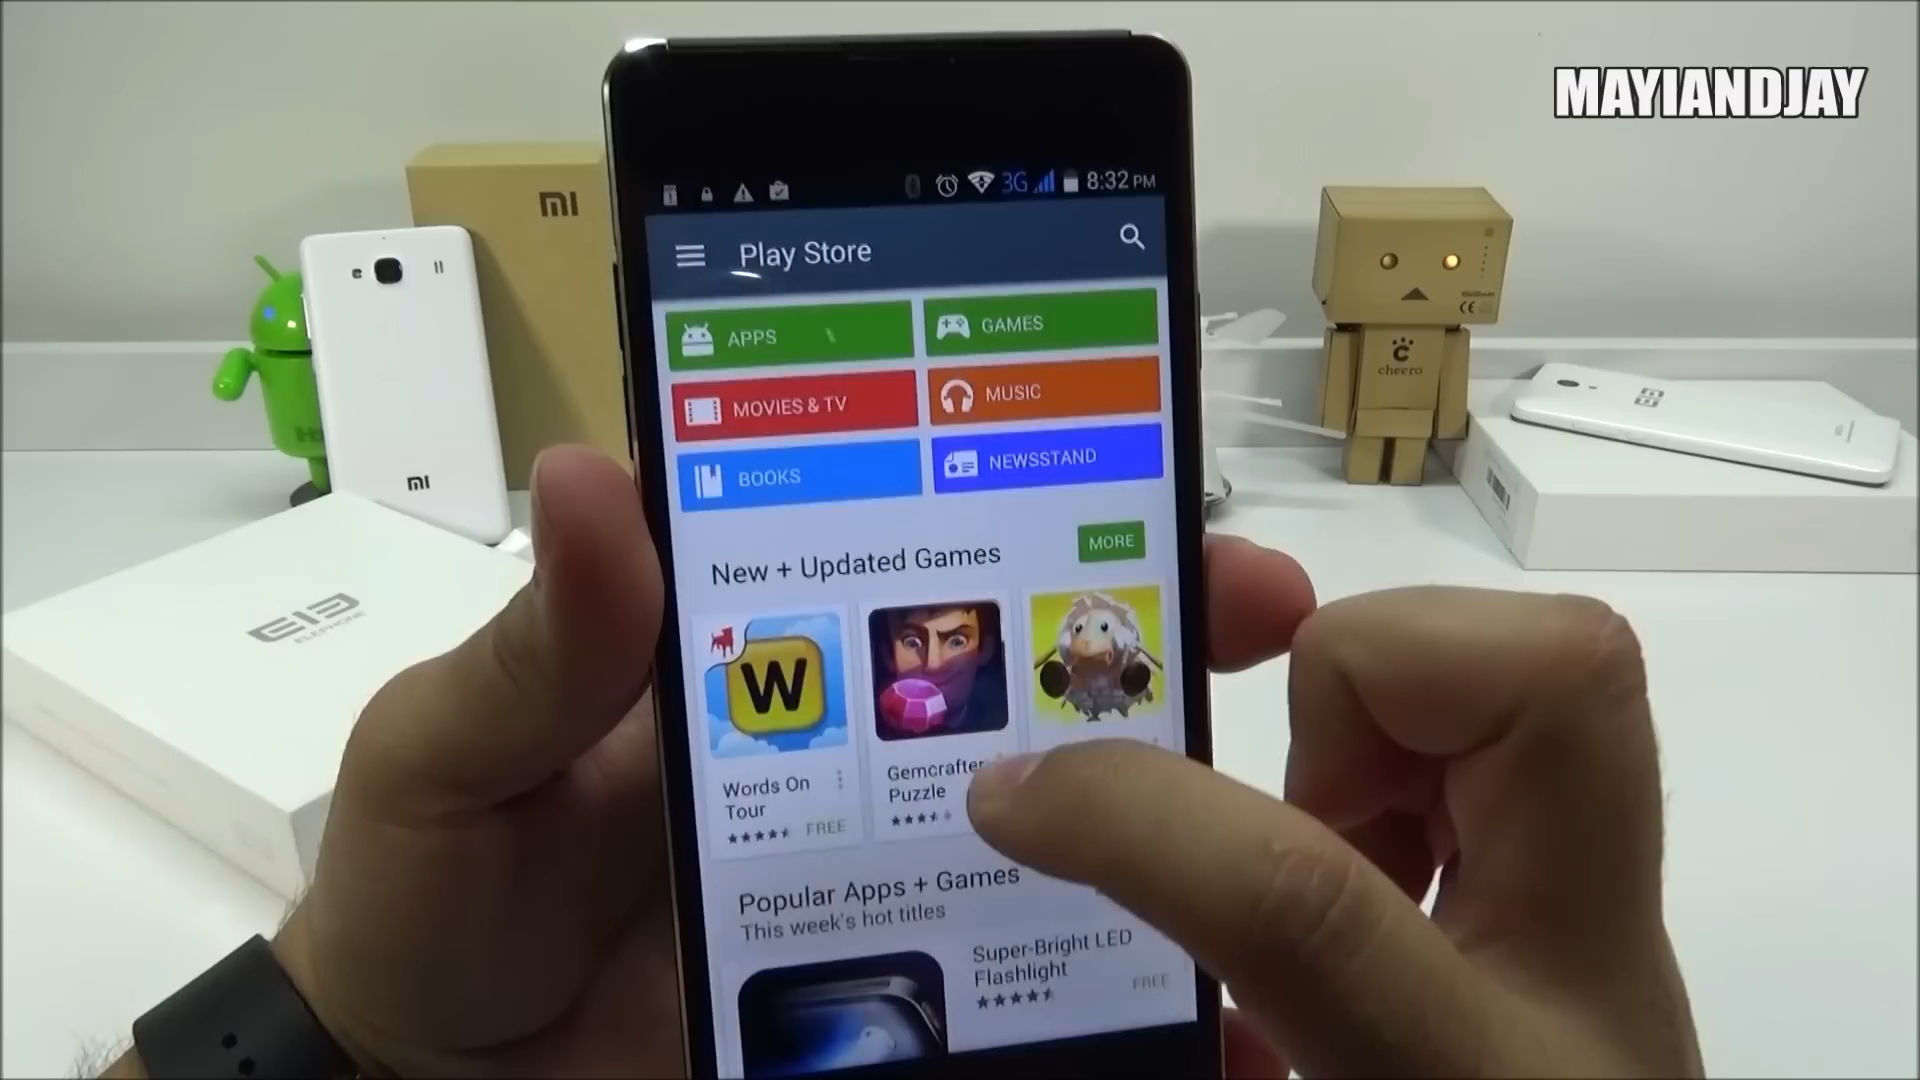 MAYIANDJAY
mi
3G 8:32 PM
Play Store
APPS
GAMES
MOVIES & TV
MUSIC
BOOKS
NEWSSTAND
New + Updated Games
MORE
W
Words On
Tour
FREE
Gemcrafter
Puzzle
Popular Apps + Games
This week's hot titles
Super-Bright LED
Flashlight
FREE
mi
ELEPHONE
CE
cheero